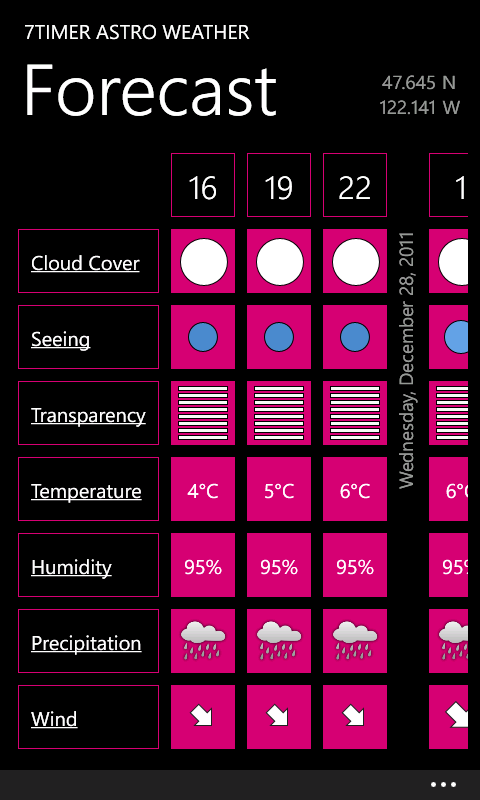 7TIMER ASTRO WEATHER
Forecast
47.645 N
122.141 W
16 19 22 1
Wednesday, December 28, 2011
Cloud Cover
Seeing
Transparency
Temperature 4°C 5°C 6°C 6°
Humidity 95% 95% 95% 95%
Precipitation
Wind